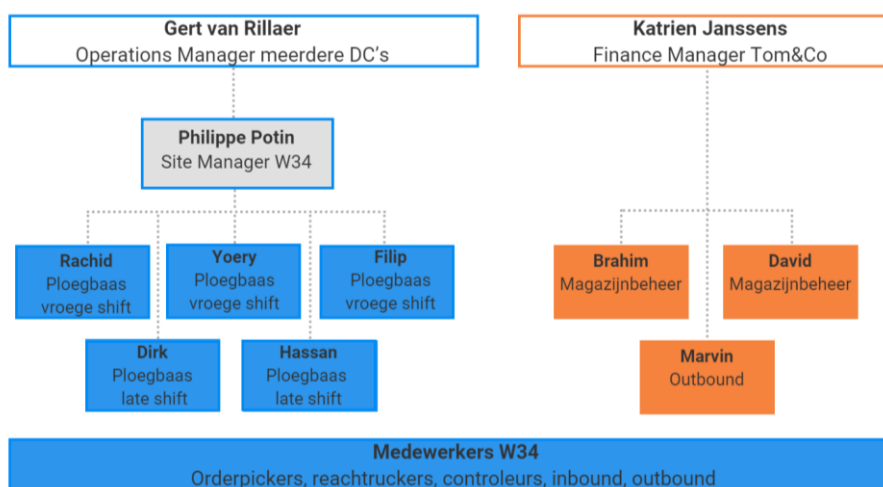 Gert van Rillaer
Operations Manager meerdere DC's
Katrien Janssens
Finance Manager Tom&Co
Philippe Potin
Site Manager W34
Rachid
Ploegbaas
vroege shift
Yoery
Ploegbaas
vroege shift
Filip
Ploegbaas
vroege shift
Brahim
Magazijnbeheer
David
Magazijnbeheer
Dirk
Ploegbaas
late shift
Hassan
Ploegbaas
late shift
Marvin
Outbound
Medewerkers W34
Orderpickers, reachtruckers, controleurs, inbound, outbound